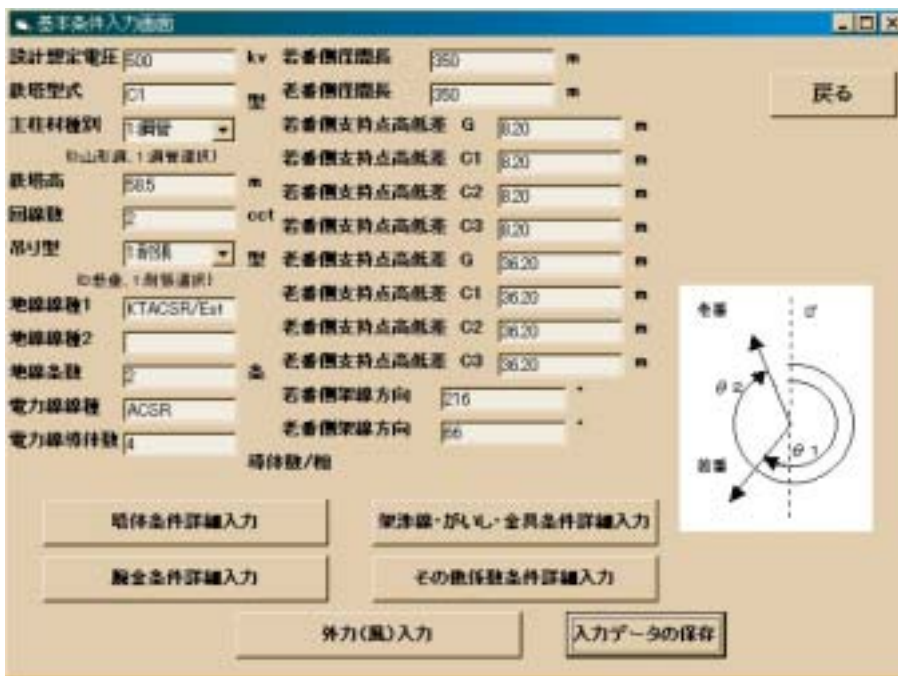 基本条件入力画面
設計想定電圧 500 kv
鉄塔型式 C1 型
主柱材種別 1:鋼管
(0:山形鋼, 1:鋼管選択)
鉄塔高 58.5 m
回線数 2 cct
吊り型 1:耐張 型
(0:懸垂, 1:耐張選択)
地線線種1 KTACSR/Est
地線線種2
地線条数 2 条
電力線線種 ACSR
電力線導体数 4
導体数/相
若番側径間長 350 m
老番側径間長 350 m
若番側支持点高低差 G 8.20 m
若番側支持点高低差 C1 8.20 m
若番側支持点高低差 C2 8.20 m
若番側支持点高低差 C3 8.20 m
老番側支持点高低差 G 36.20 m
老番側支持点高低差 C1 36.20 m
老番側支持点高低差 C2 36.20 m
老番側支持点高低差 C3 36.20 m
若番側架線方向 216 °
老番側架線方向 66 °
戻る
老番 0°
θ2
θ1
若番
塔体条件詳細入力
架渉線・がいし・金具条件詳細入力
腕金条件詳細入力
その他係数条件詳細入力
外力(風)入力
入力データの保存